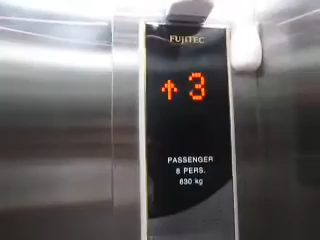 FUJITEC
↑ 3
PASSENGER
8 PERS.
630 kg